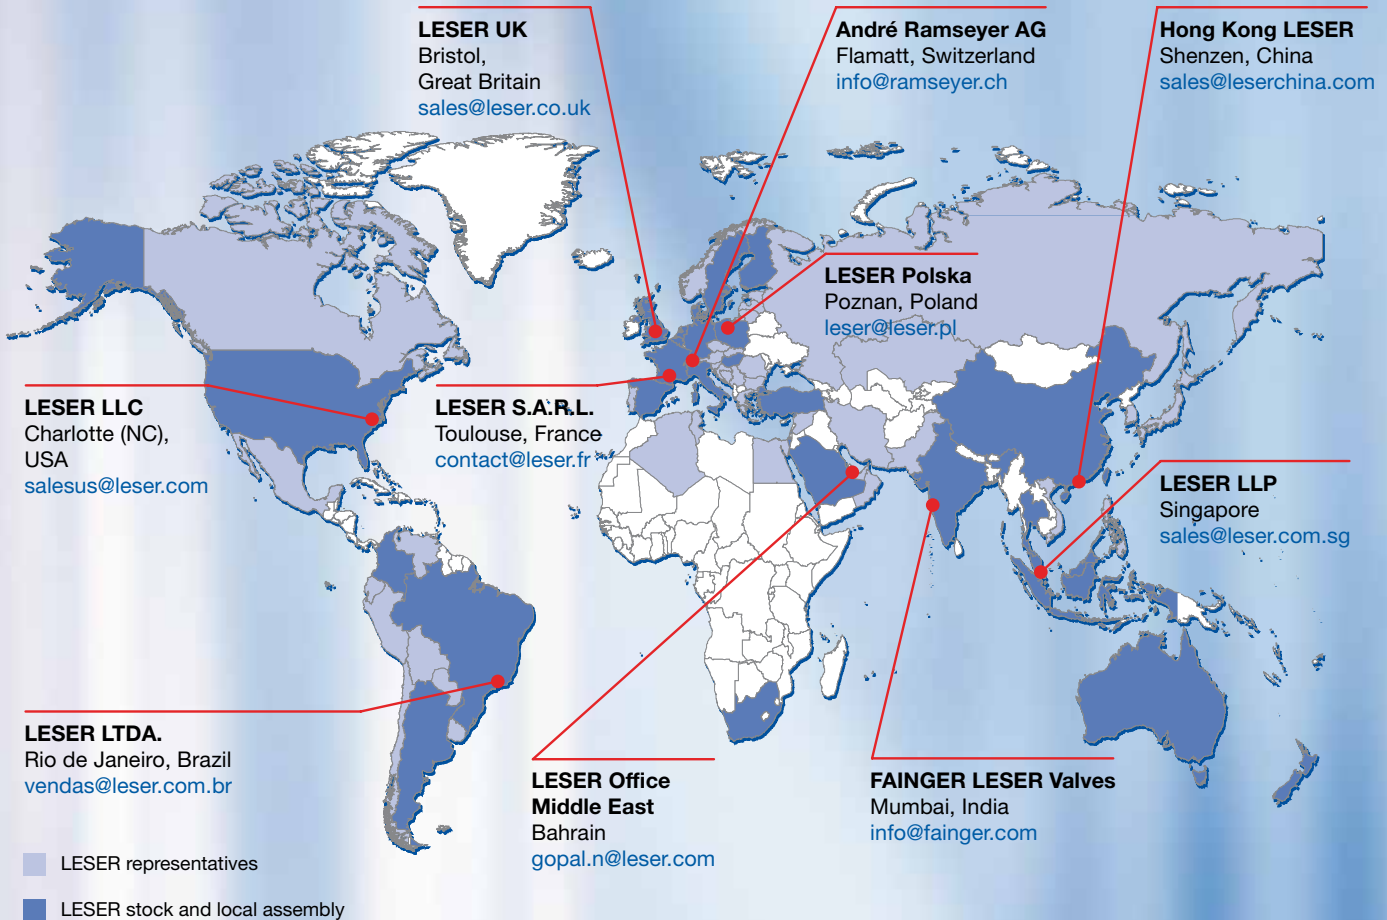 LESER UK
Bristol,
Great Britain
sales@leser.co.uk
André Ramseyer AG
Flamatt, Switzerland
info@ramseyer.ch
Hong Kong LESER
Shenzen, China
sales@leserchina.com
LESER Polska
Poznan, Poland
leser@leser.pl
LESER LLC
Charlotte (NC),
USA
salesus@leser.com
LESER S.A.R.L.
Toulouse, France
contact@leser.fr
LESER LLP
Singapore
sales@leser.com.sg
LESER LTDA.
Rio de Janeiro, Brazil
vendas@leser.com.br
LESER Office
Middle East
Bahrain
gopal.n@leser.com
FAINGER LESER Valves
Mumbai, India
info@fainger.com
LESER representatives
LESER stock and local assembly